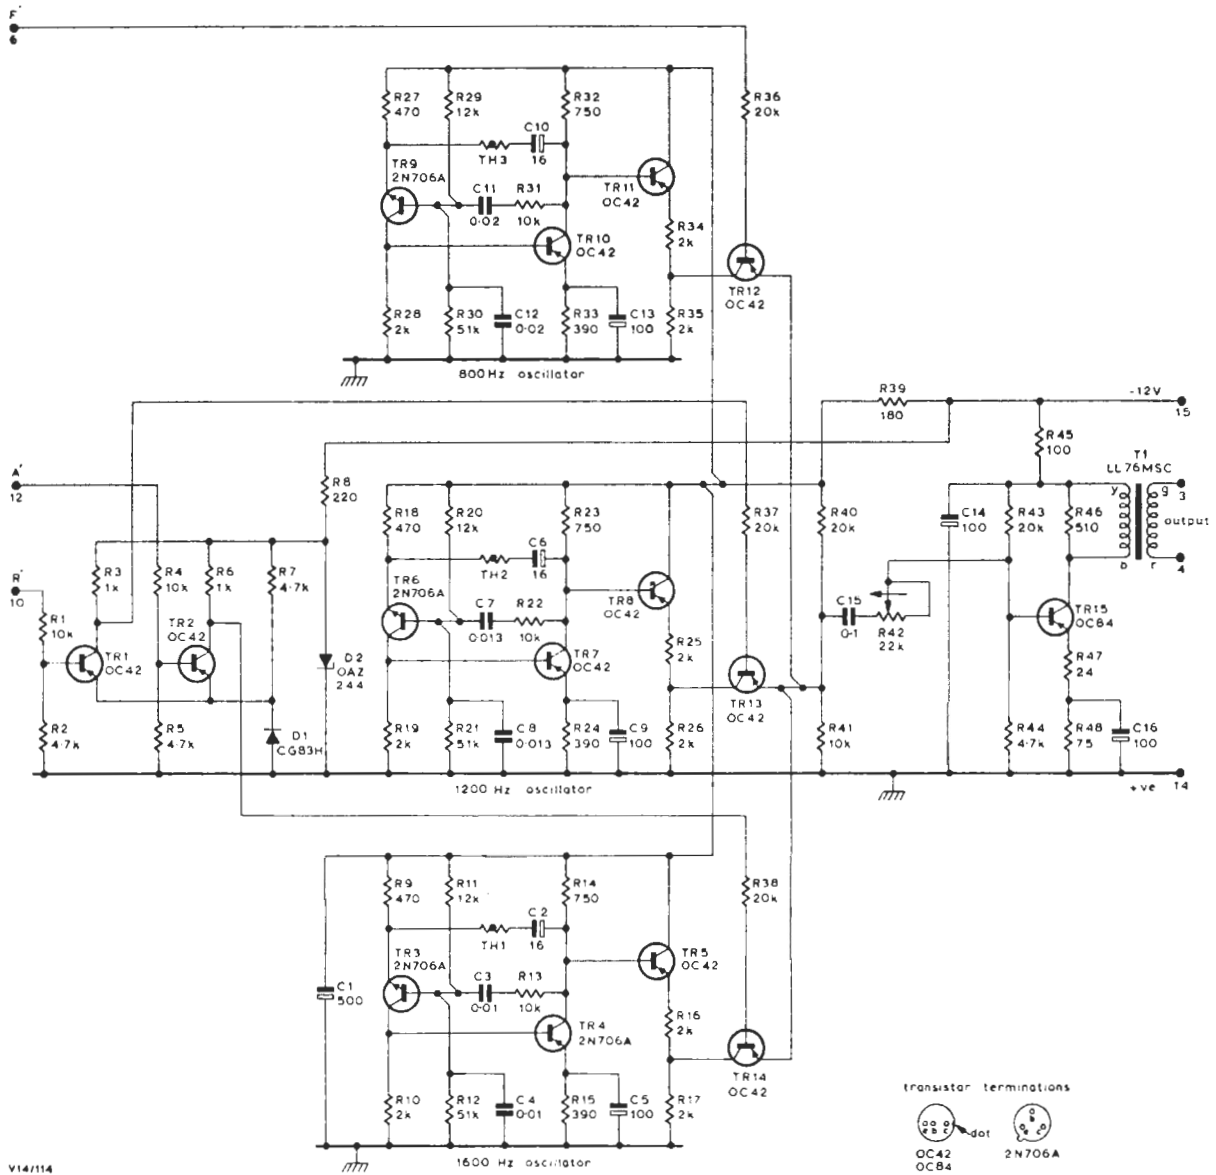 F'
6
R27
470
R29
12k
R32
750
C10
16
TH3
R36
20k
TR9
2N706A
C11
0·02
R31
10k
TR11
OC42
TR10
OC42
R34
2k
TR12
OC42
R28
2k
R30
51k
C12
0·02
R33
390
C13
100
R35
2k
800Hz oscillator
R39
180
-12V
15
R45
100
T1
LL76MSC
A'
12
R8
220
R18
470
R20
12k
R23
750
C6
16
TH2
R37
20k
R40
20k
C14
100
R43
20k
R46
510
y
g
b
r
3
output
4
R'
10
R3
1k
R4
10k
R6
1k
R7
4·7k
TR6
2N706A
C7
0·013
R22
10k
TR8
OC42
C15
0·1
R42
22k
TR15
OC84
R1
10k
TR1
OC42
TR2
OC42
D2
OAZ
244
TR7
OC42
R25
2k
TR13
OC42
R47
24
R2
4·7k
R5
4·7k
D1
CG83H
R19
2k
R21
51k
C8
0·013
R24
390
C9
100
R26
2k
R41
10k
R44
4·7k
R48
75
C16
100
1200 Hz oscillator
+ve
14
R9
470
R11
12k
R14
750
C2
16
TH1
R38
20k
TR3
2N706A
C3
0·01
R13
10k
TR5
OC42
C1
500
TR4
2N706A
R16
2k
TR14
OC42
R10
2k
R12
51k
C4
0·01
R15
390
C5
100
R17
2k
1600 Hz oscillator
transistor terminations
e b c
dot
b
e c
OC42
OC84
2N706A
V14/114